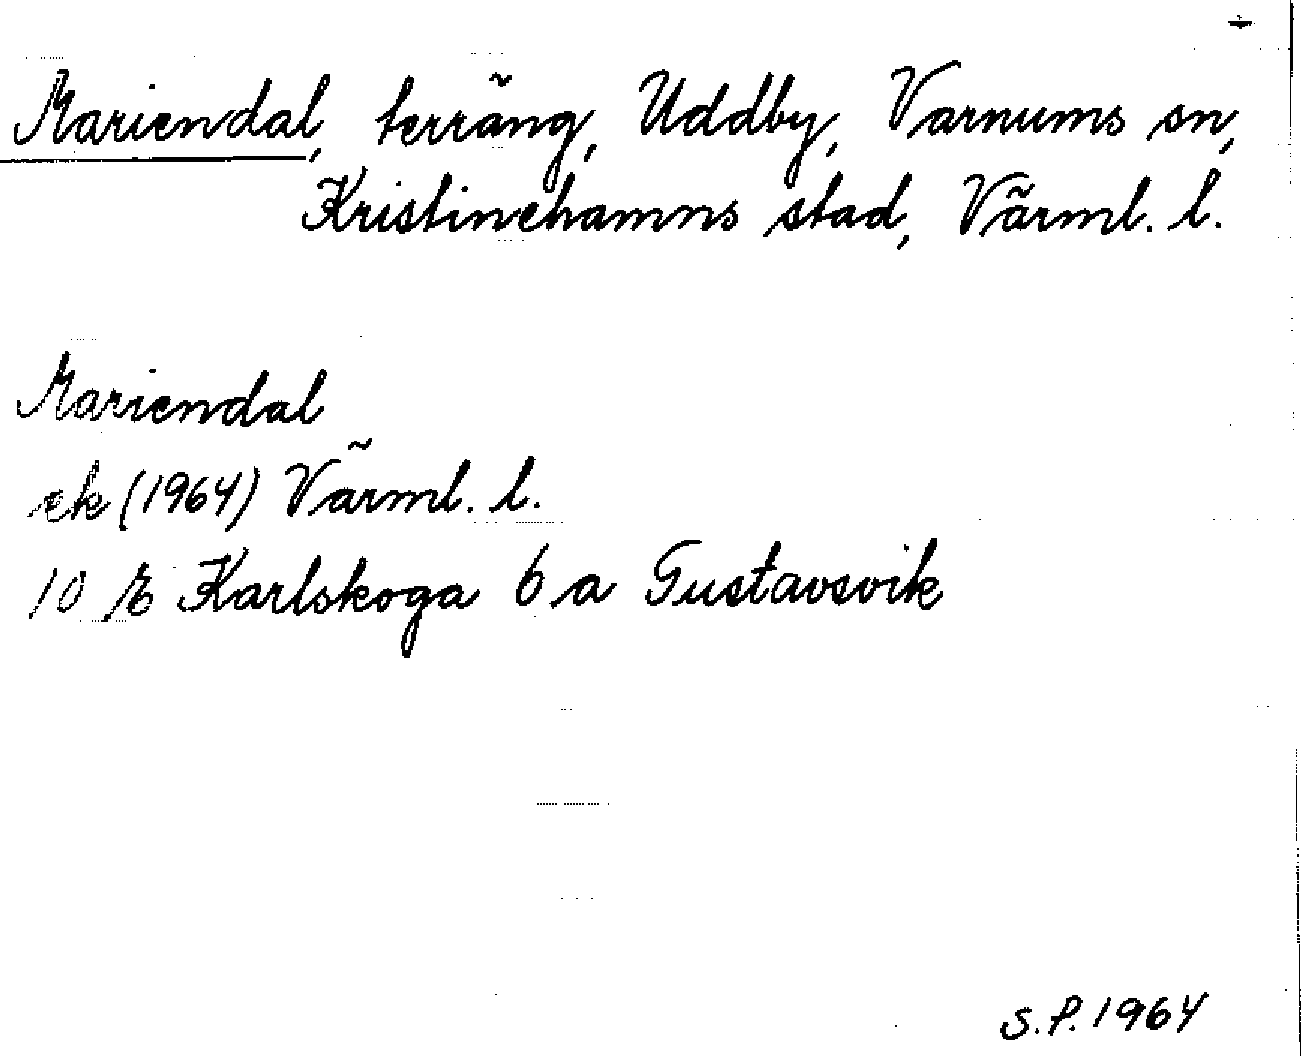 Mariendal, terräng, Uddby, Varnums sn,
Kristinehamns stad, Värml. l.
Mariendal
ek (1964) Värml. l.
10 E Karlskoga 6 a Gustavsvik
S.P. 1964